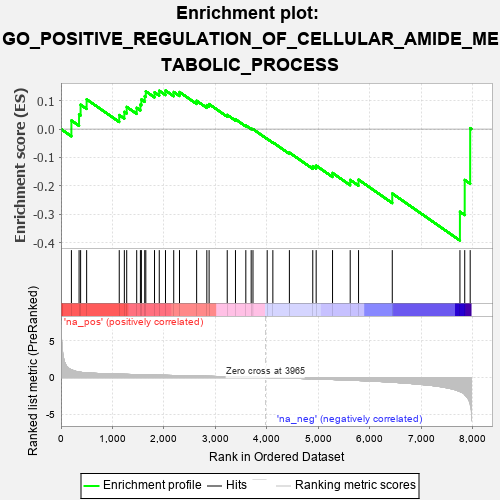 Enrichment plot:
GO_POSITIVE_REGULATION_OF_CELLULAR_AMIDE_ME
TABOLIC_PROCESS
Enrichment score (ES)
0.1
0.0
-0.1
-0.2
-0.3
-0.4
'na_pos' (positively correlated)
Ranked list metric (PreRanked)
5
0
-5
Zero cross at 3965
'na_neg' (negatively correlated)
0
1,000
2,000
3,000
4,000
5,000
6,000
7,000
8,000
Rank in Ordered Dataset
Enrichment profile
Hits
Ranking metric scores